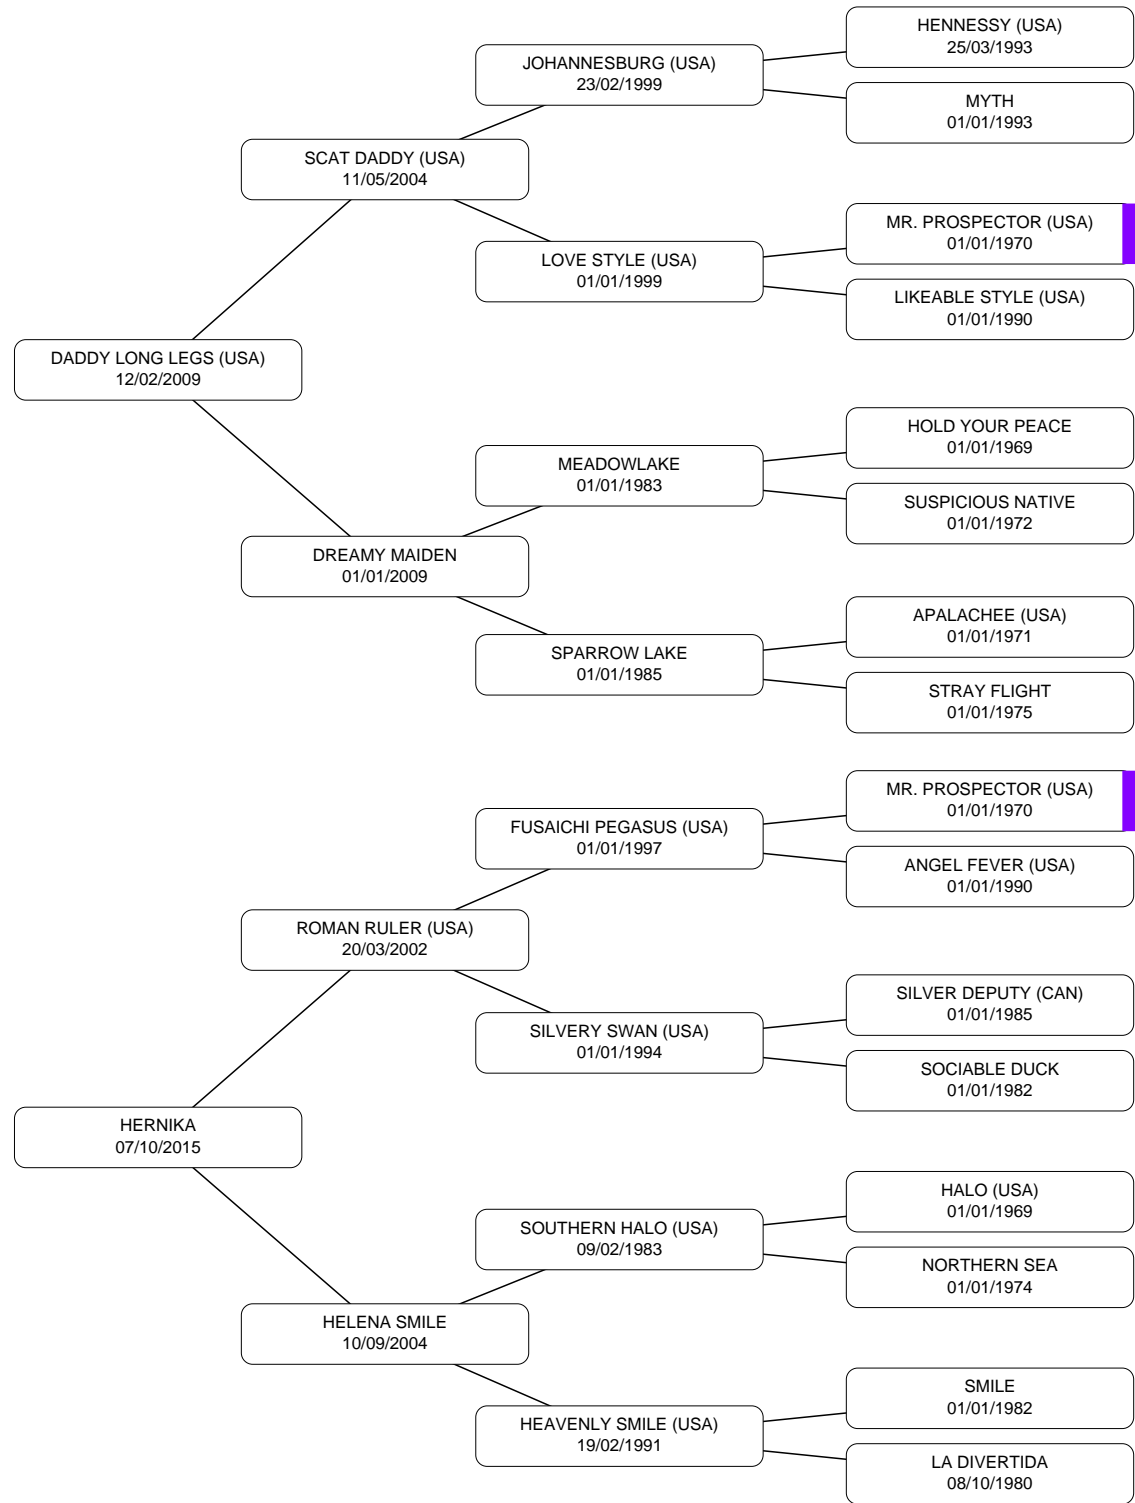 HENNESSY (USA)
25/03/1993
JOHANNESBURG (USA)
23/02/1999
MYTH
01/01/1993
SCAT DADDY (USA)
11/05/2004
MR. PROSPECTOR (USA)
01/01/1970
LOVE STYLE (USA)
01/01/1999
LIKEABLE STYLE (USA)
01/01/1990
DADDY LONG LEGS (USA)
12/02/2009
HOLD YOUR PEACE
01/01/1969
MEADOWLAKE
01/01/1983
SUSPICIOUS NATIVE
01/01/1972
DREAMY MAIDEN
01/01/2009
APALACHEE (USA)
01/01/1971
SPARROW LAKE
01/01/1985
STRAY FLIGHT
01/01/1975
MR. PROSPECTOR (USA)
01/01/1970
FUSAICHI PEGASUS (USA)
01/01/1997
ANGEL FEVER (USA)
01/01/1990
ROMAN RULER (USA)
20/03/2002
SILVER DEPUTY (CAN)
01/01/1985
SILVERY SWAN (USA)
01/01/1994
SOCIABLE DUCK
01/01/1982
HERNIKA
07/10/2015
HALO (USA)
01/01/1969
SOUTHERN HALO (USA)
09/02/1983
NORTHERN SEA
01/01/1974
HELENA SMILE
10/09/2004
SMILE
01/01/1982
HEAVENLY SMILE (USA)
19/02/1991
LA DIVERTIDA
08/10/1980